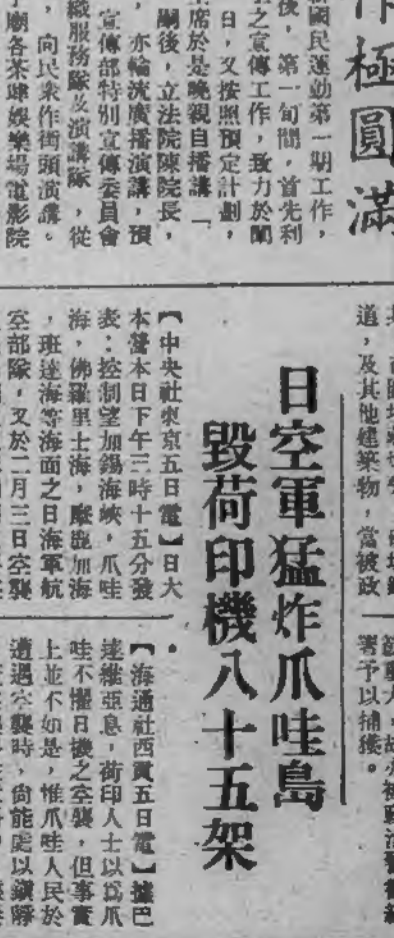 作極圓滿
新國民運動第一期工作，
後，第一旬間，首先利
之宣傳工作，致力於闡
日，又按照預定計劃，
席於是晚親自播講「
嗣後，立法院陳院長，
亦輪流廣播演講，預
宣傳部特別宣傳委員會
織服務隊及演講隊，從
，向民衆作街頭演講。
廟各茶肆娛樂場電影院
道，及其他建築物，當被政
署予以捕獲。
日空軍猛炸爪哇島
毀荷印機八十五架
【中央社東京五日電】日大
本營本日下午三時十五分發
表：控制望加錫海峽，爪哇
海，佛羅里士海，摩鹿加海
，班達海等海面之日海軍航
空部隊，又於二月三日空襲
【海通社西貢五日電】據巴
達維亞息，荷印人士以爲爪
哇不懼日機之空襲，但事實
上並不如是，惟爪哇人民於
遭遇空襲時，尙能處以鎭靜